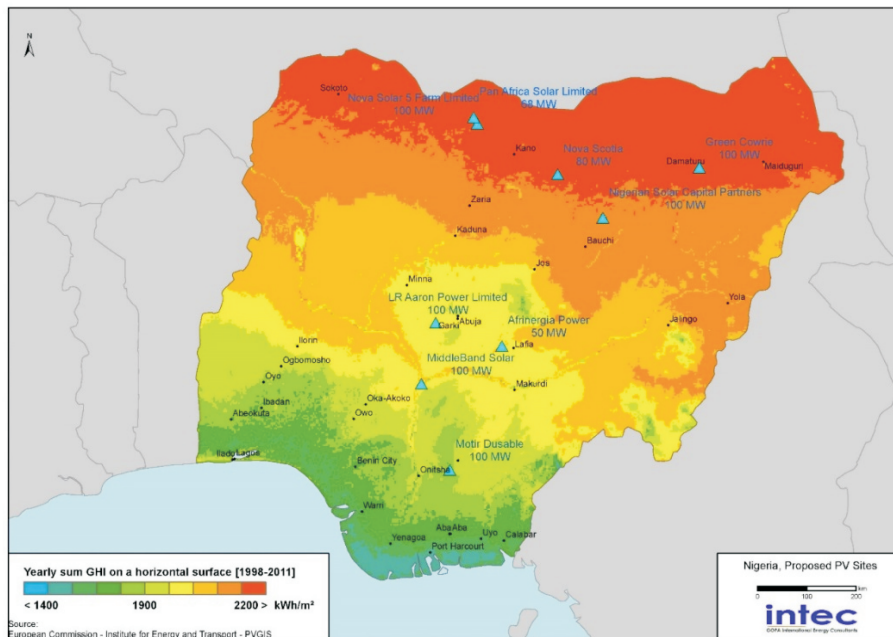 N
Sokoto
Nova Solar 5 Farm Limited
100 MW
Pan Africa Solar Limited
68 MW
Kano
Nova Scotia
80 MW
Green Cowrie
100 MW
Damaturu
Maiduguri
Nigerian Solar Capital Partners
100 MW
Zaria
Kaduna
Bauchi
Jos
Minna
Yola
LR Aaron Power Limited
100 MW
Garki
Abuja
Afrinergia Power
50 MW
Jalingo
Lafia
Ilorin
MiddleBand Solar
100 MW
Ogbomosho
Oyo
Makurdi
Ibadan
Oka-Akoko
Abeokuta
Owo
Motir Dusable
100 MW
Ilado
Lagos
Benin City
Onitsha
Warri
Aba
Aba
Uyo
Calabar
Yenagoa
Port Harcourt
Yearly sum GHI on a horizontal surface [1998-2011]
< 1400 1900 2200 > kWh/m²
Source:
European Commission - Institute for Energy and Transport - PVGIS
Nigeria, Proposed PV Sites
km
0 100 200
intec
GOPA International Energy Consultants